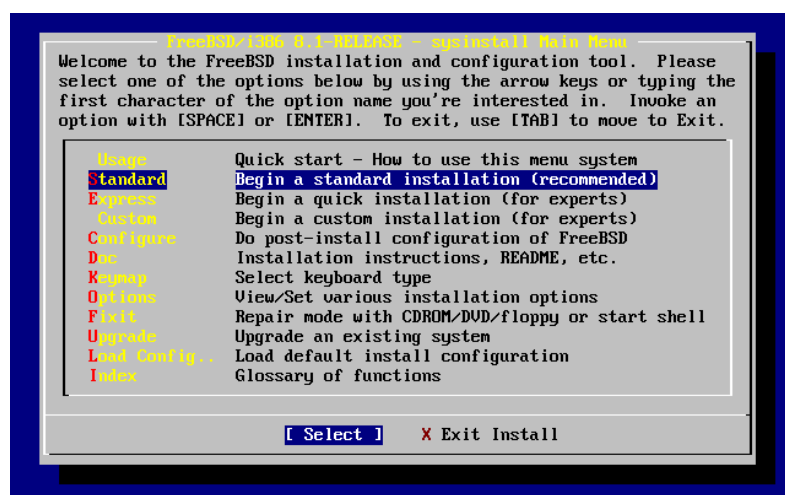 FreeBSD/i386 8.1-RELEASE - sysinstall Main Menu
Welcome to the FreeBSD installation and configuration tool.  Please
select one of the options below by using the arrow keys or typing the
first character of the option name you're interested in.  Invoke an
option with [SPACE] or [ENTER].  To exit, use [TAB] to move to Exit.
Usage Quick start - How to use this menu system
Standard Begin a standard installation (recommended)
Express Begin a quick installation (for experts)
Custom Begin a custom installation (for experts)
Configure Do post-install configuration of FreeBSD
Doc Installation instructions, README, etc.
Keymap Select keyboard type
Options View/Set various installation options
Fixit Repair mode with CDROM/DVD/floppy or start shell
Upgrade Upgrade an existing system
Load Config.. Load default install configuration
Index Glossary of functions
[ Select ] X Exit Install